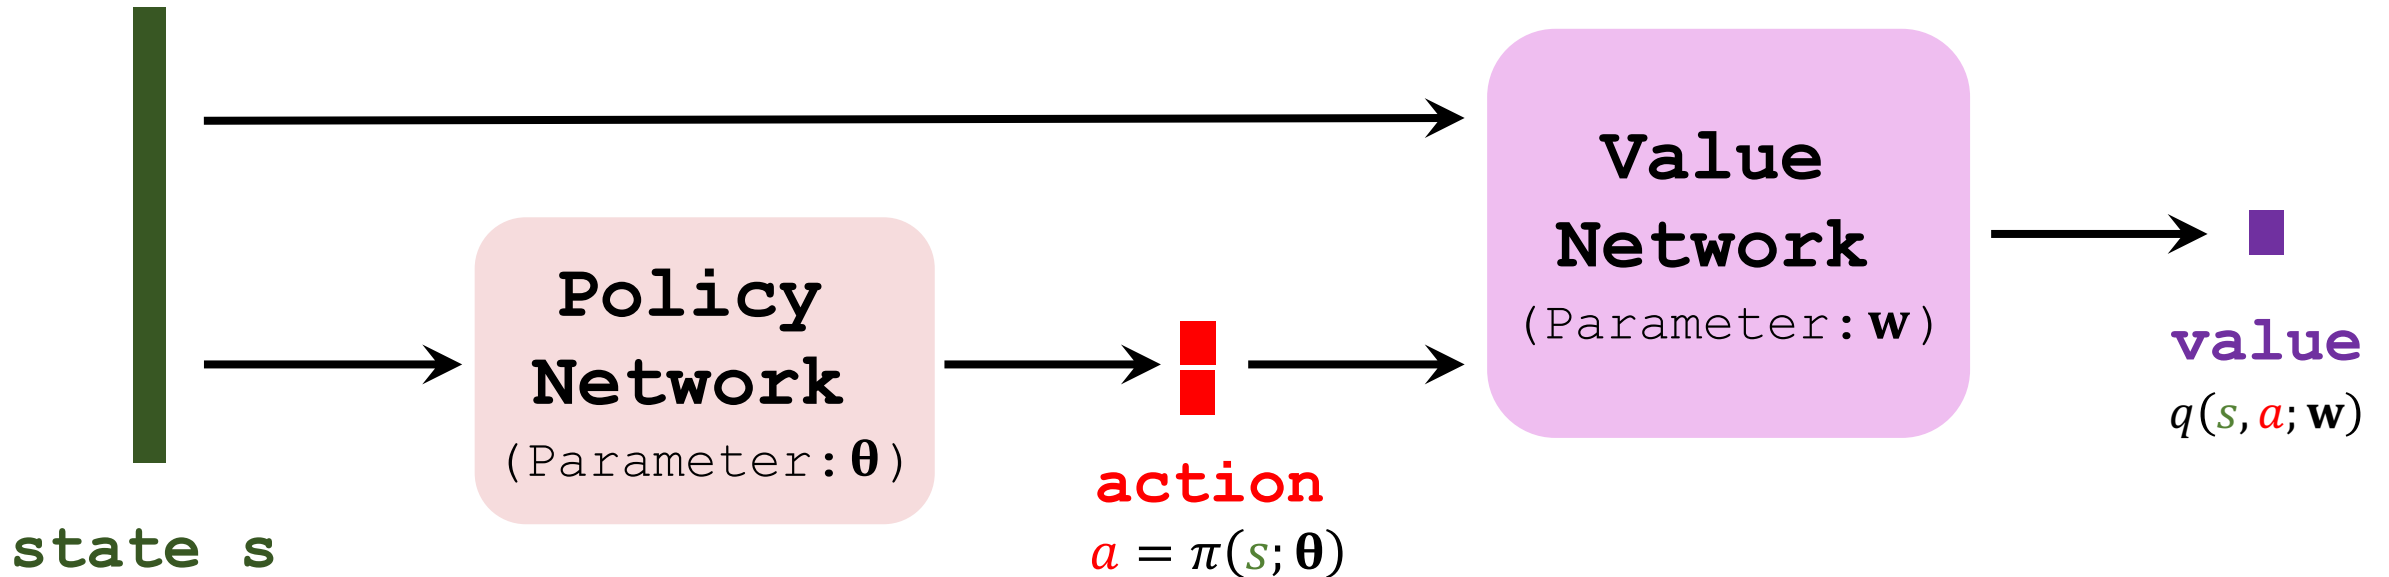 state s
Policy
Network
(Parameter: θ)
action
a = π(s; θ)
Value
Network
(Parameter: w)
value
q(s, a; w)